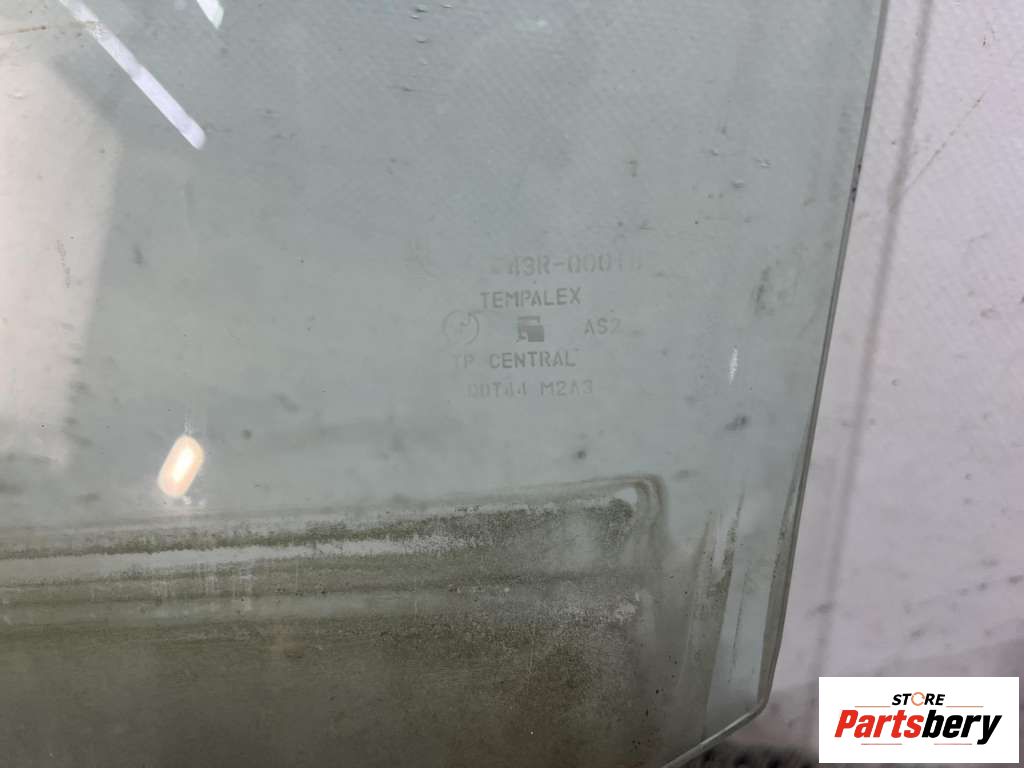 43R-00010
TEMPALEX
AS2
TP CENTRAL
DOT44 M2A3
STORE
Partsbery